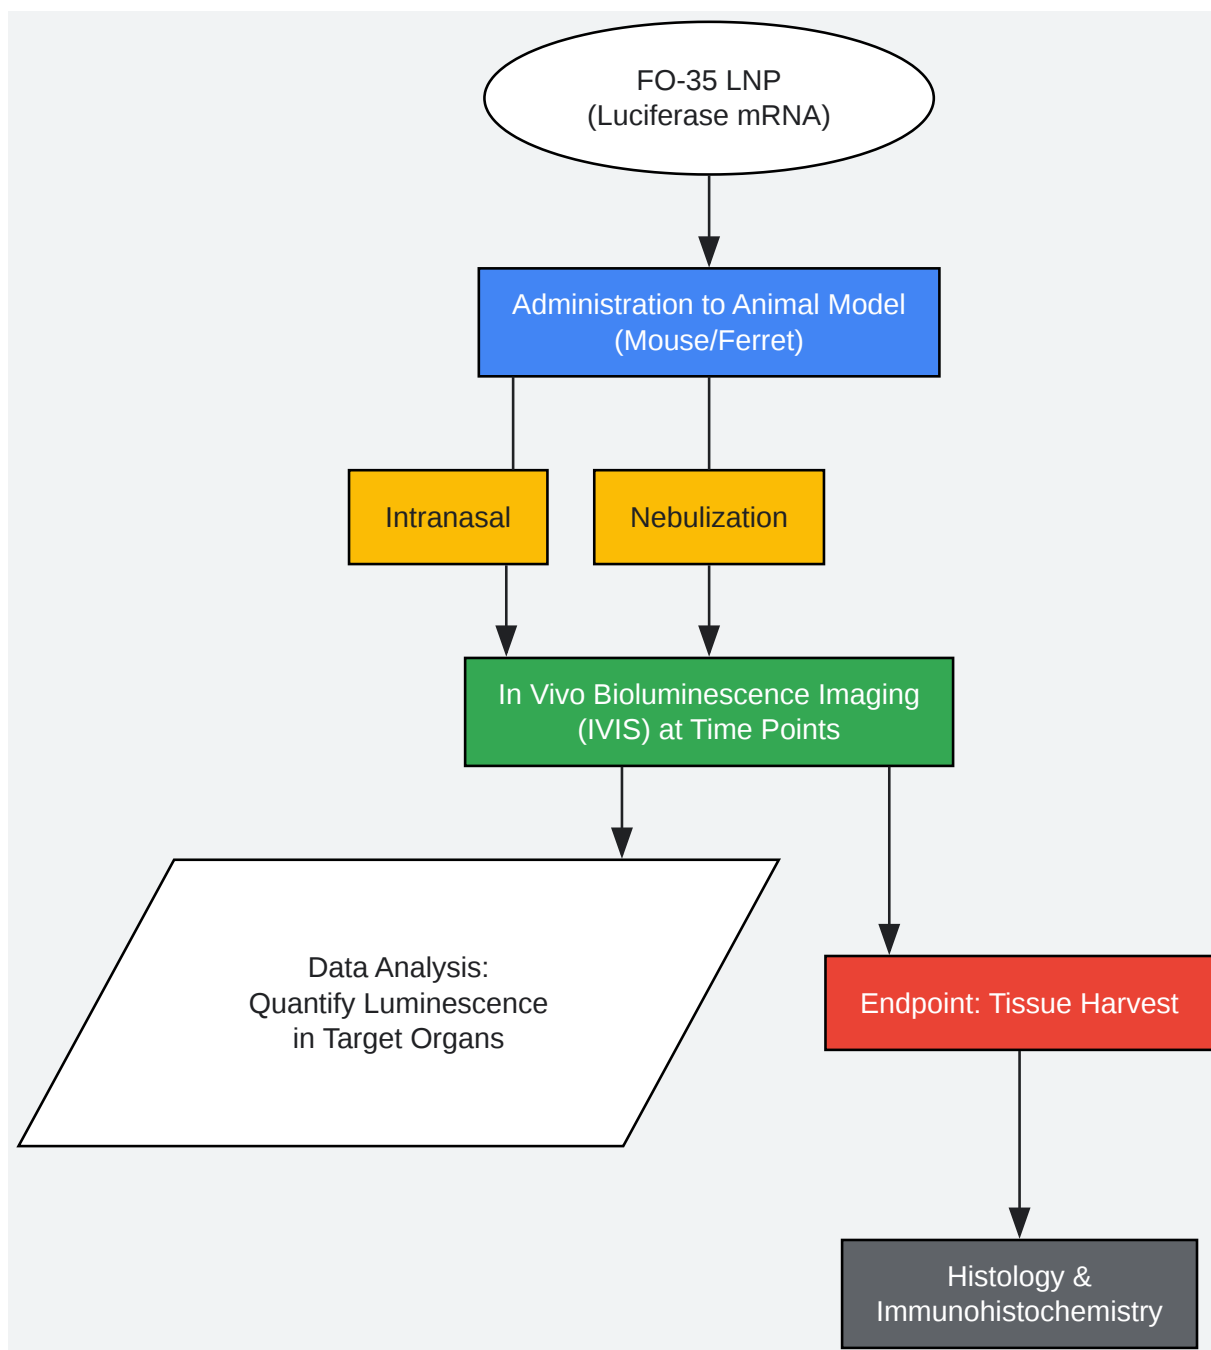 FO-35 LNP
(Luciferase mRNA)
Administration to Animal Model
(Mouse/Ferret)
Intranasal
Nebulization
In Vivo Bioluminescence Imaging
(IVIS) at Time Points
Data Analysis:
Quantify Luminescence
in Target Organs
Endpoint: Tissue Harvest
Histology &
Immunohistochemistry